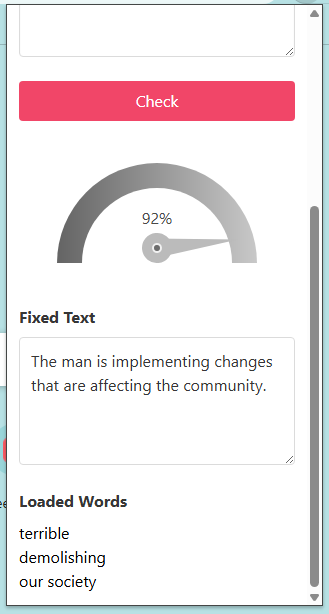 Check
92%
Fixed Text
The man is implementing changes
that are affecting the community.
Loaded Words
terrible
demolishing
our society